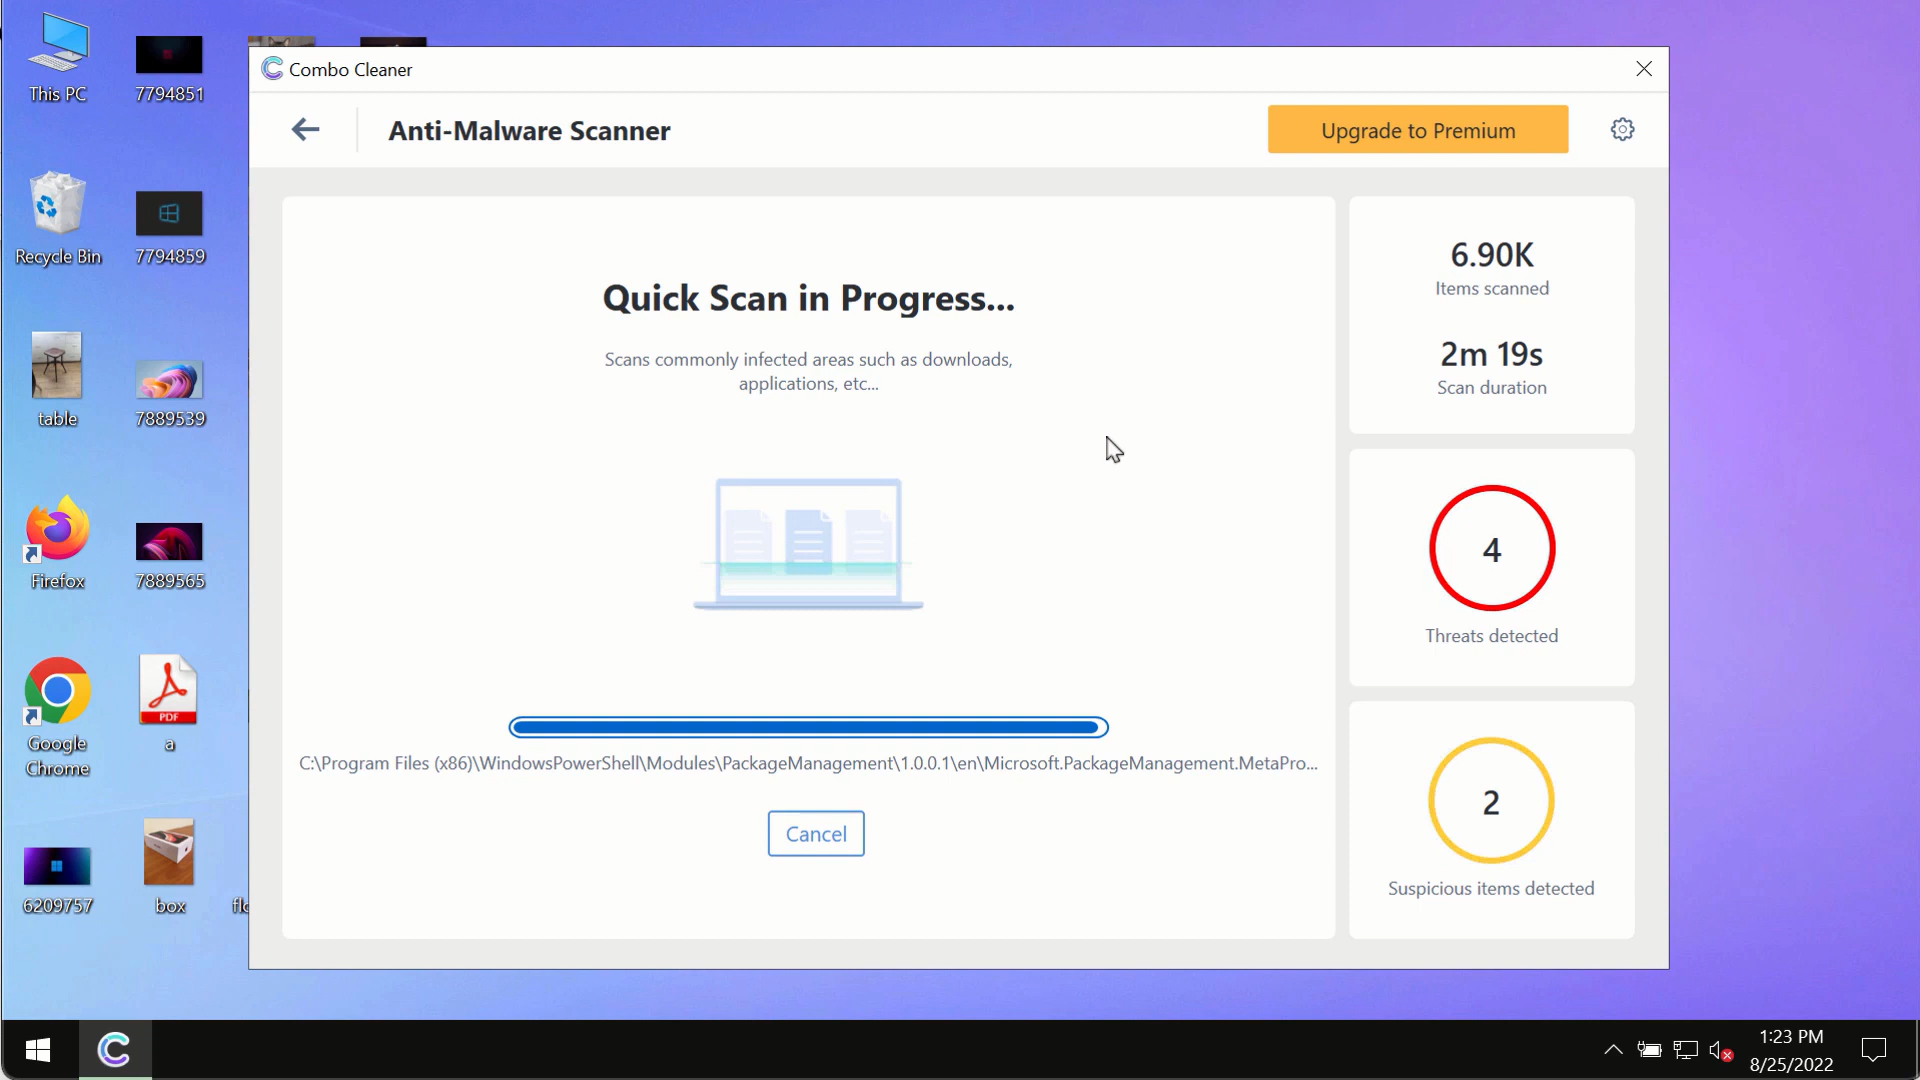 This PC
7794851
Recycle Bin
7794859
table
7889539
Firefox
7889565
Google
Chrome
PDF
a
6209757
box
Combo Cleaner
Anti-Malware Scanner
Upgrade to Premium
Quick Scan in Progress...
Scans commonly infected areas such as downloads,
applications, etc...
C:\Program Files (x86)\WindowsPowerShell\Modules\PackageManagement\1.0.0.1\en\Microsoft.PackageManagement.MetaPro...
Cancel
6.90K
Items scanned
2m 19s
Scan duration
4
Threats detected
2
Suspicious items detected
1:23 PM
8/25/2022